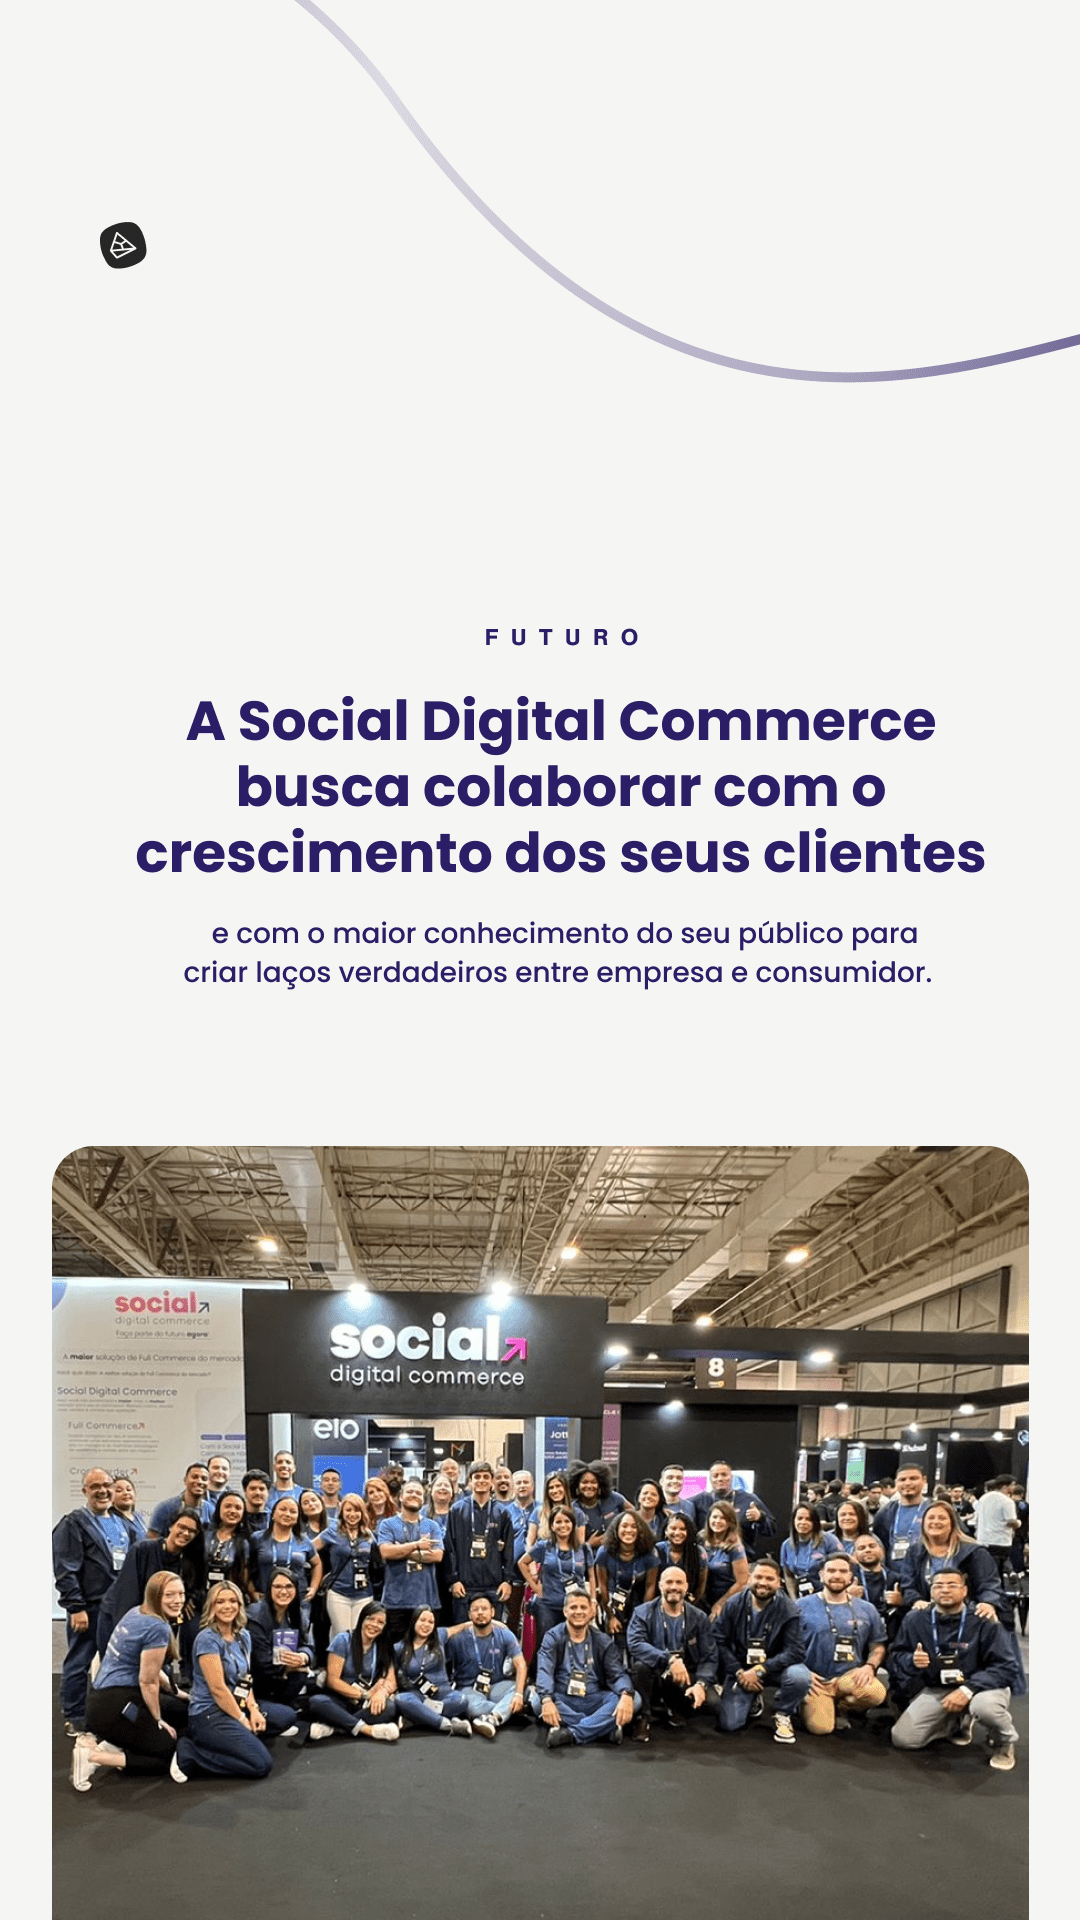 FUTURO
A Social Digital Commerce
busca colaborar com o
crescimento dos seus clientes
e com o maior conhecimento do seu público para
criar laços verdadeiros entre empresa e consumidor.
social
digital commerce
Faça parte do futuro agora!
A maior solução de Full Commerce do mercado
Social Digital Commerce
Full Commerce
social
digital commerce
8
elo